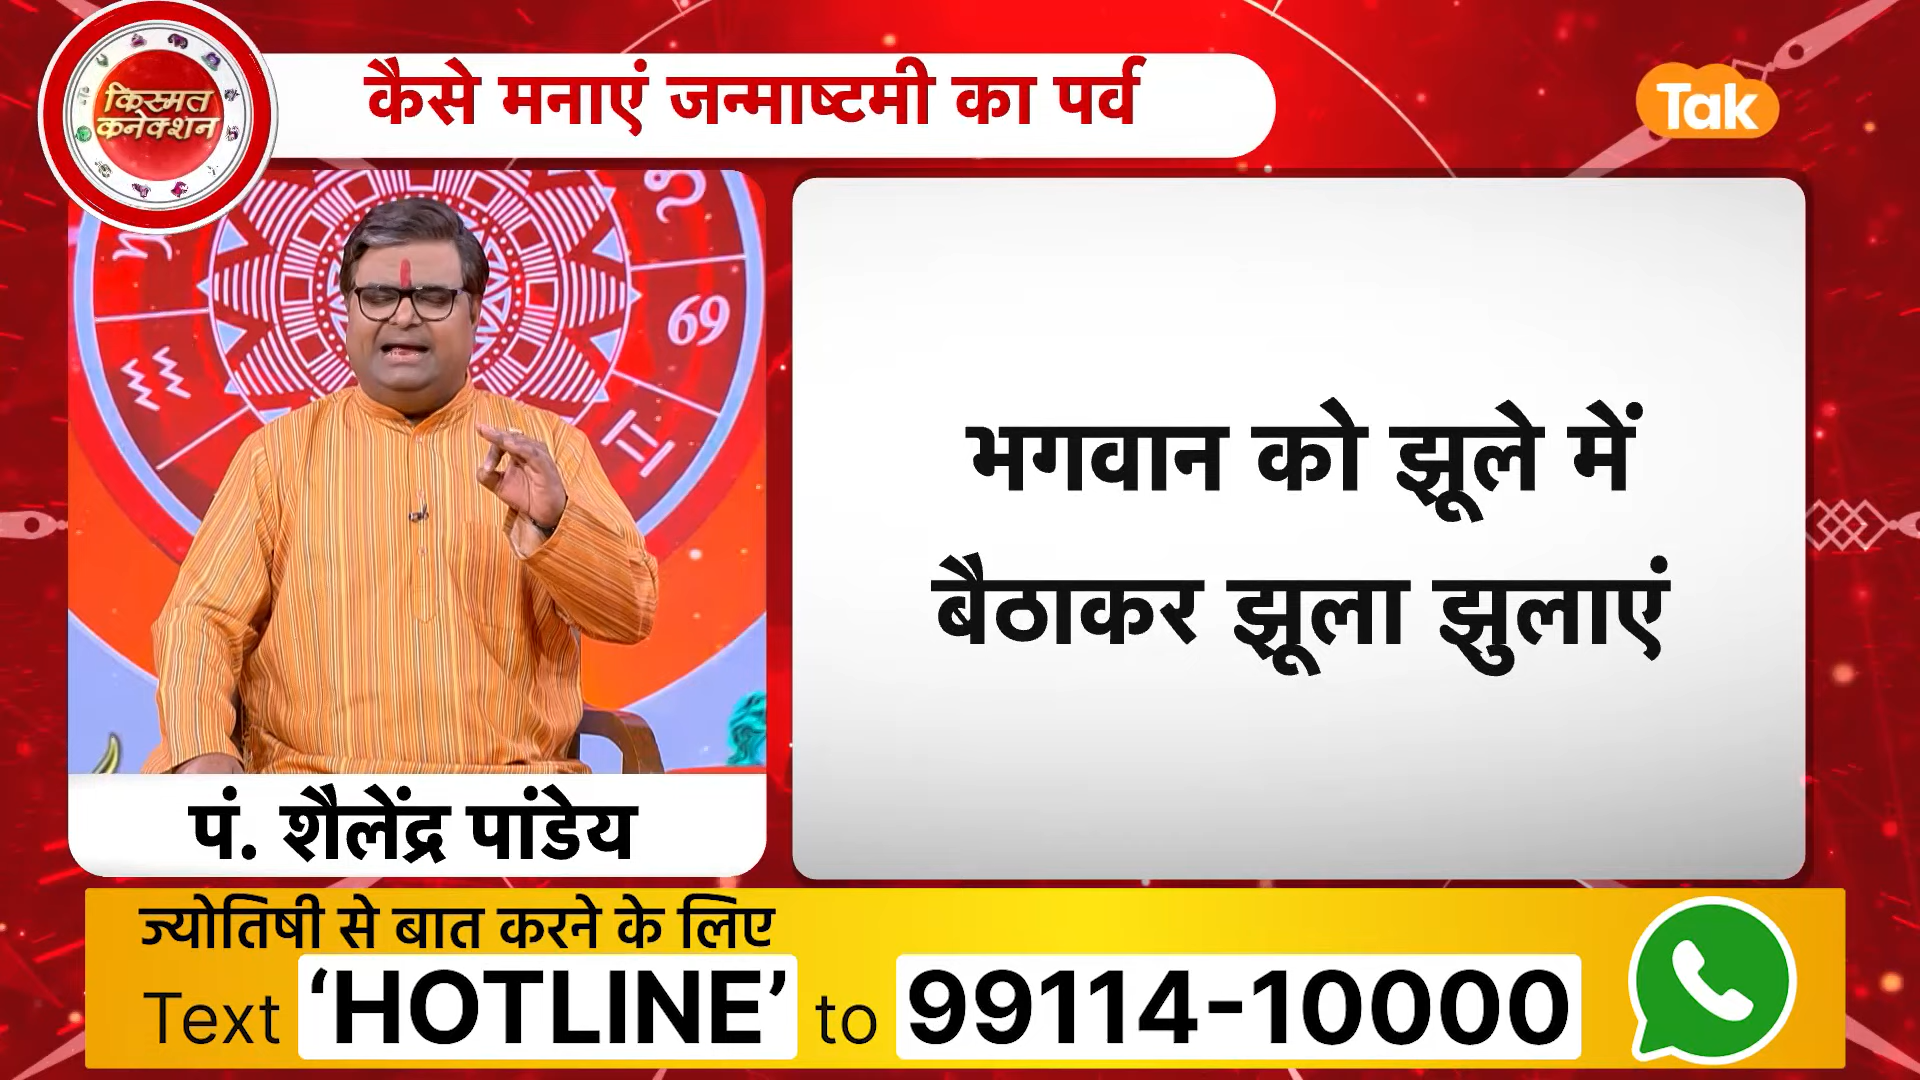 किस्मत
कनेक्शन
कैसे मनाएं जन्माष्टमी का पर्व
Tak
भगवान को झूले में
बैठाकर झूला झुलाएं
पं. शैलेंद्र पांडेय
ज्योतिषी से बात करने के लिए
Text ‘HOTLINE’ to 99114-10000